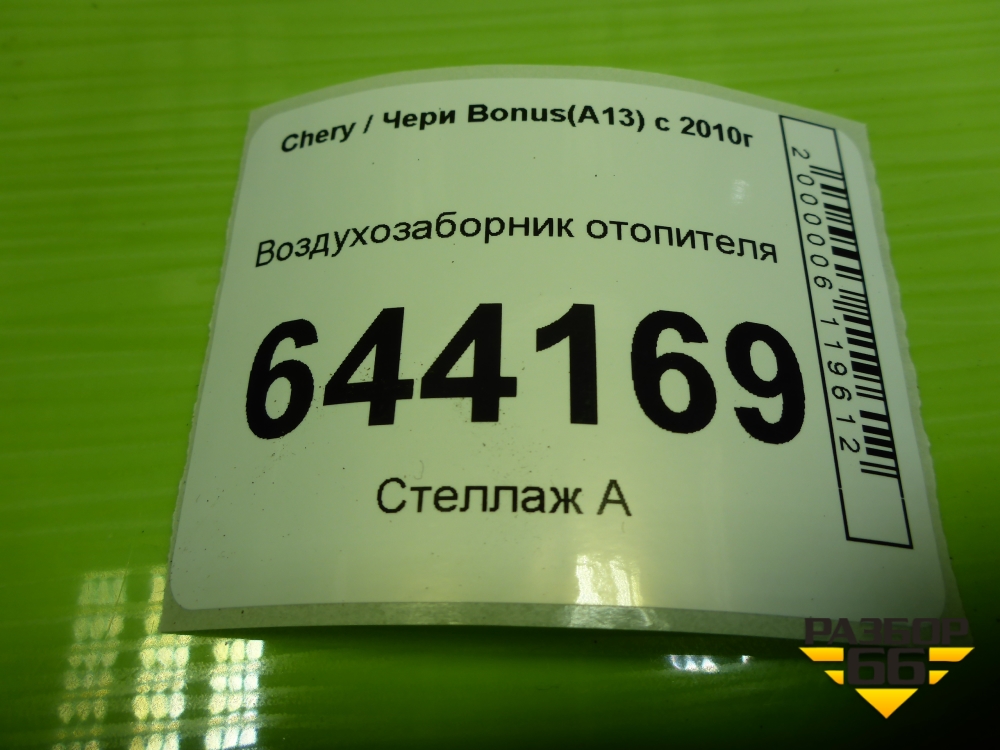 Chery / Чери Bonus(A13) с 2010г
Воздухозаборник отопителя
644169
Стеллаж А
2000006119612
РАЗБОР
66